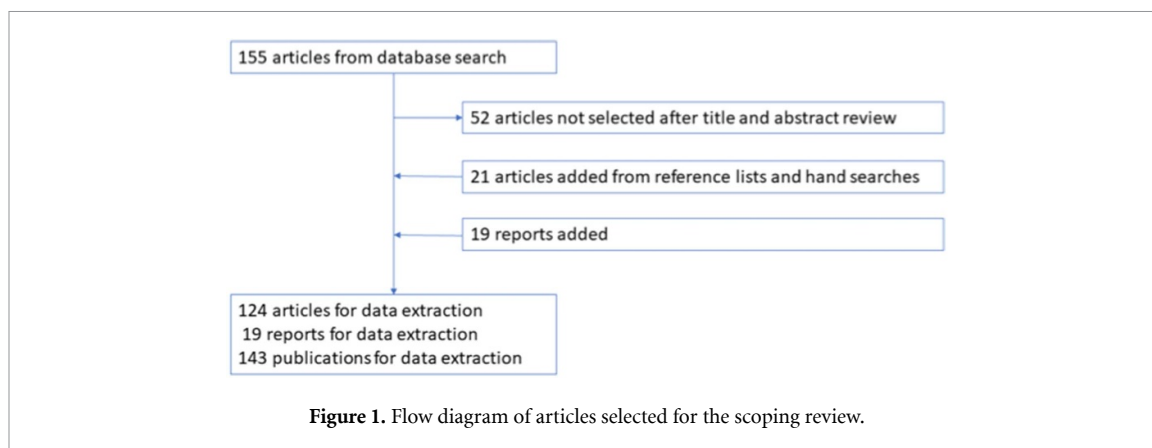 155 articles from database search
52 articles not selected after title and abstract review
21 articles added from reference lists and hand searches
19 reports added
124 articles for data extraction
19 reports for data extraction
143 publications for data extraction
Figure 1. Flow diagram of articles selected for the scoping review.